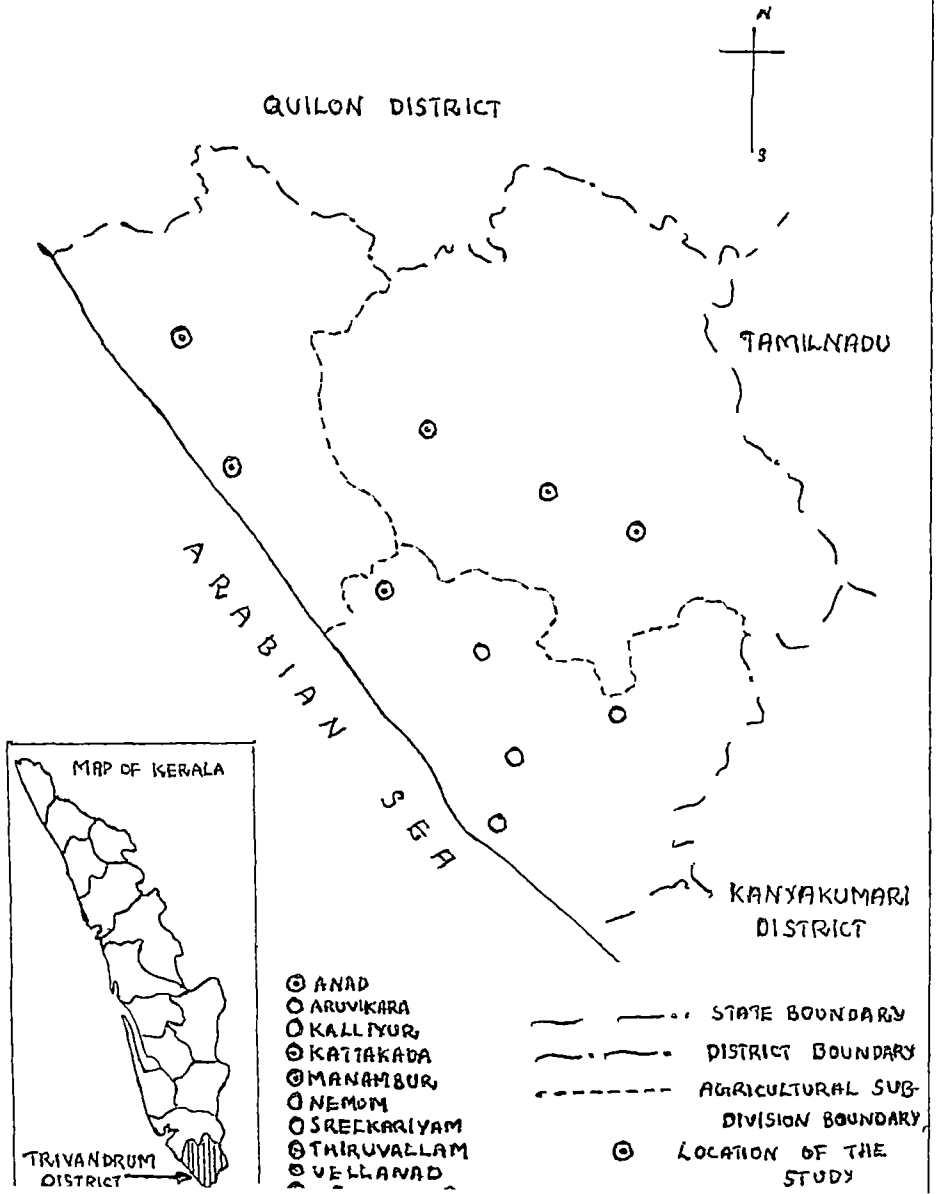 N
S
QUILON DISTRICT
TAMILNADU
ARABIAN SEA
KANYAKUMARI
DISTRICT
MAP OF KERALA
TRIVANDRUM
DISTRICT
ANAD
ARUVIKARA
KALLIYUR
KATTAKADA
MANAMBUR
NEMOM
SREEKARIYAM
THIRUVALLAM
VELLANAD
STATE BOUNDARY
DISTRICT BOUNDARY
AGRICULTURAL SUB-
DIVISION BOUNDARY
LOCATION OF THE
STUDY